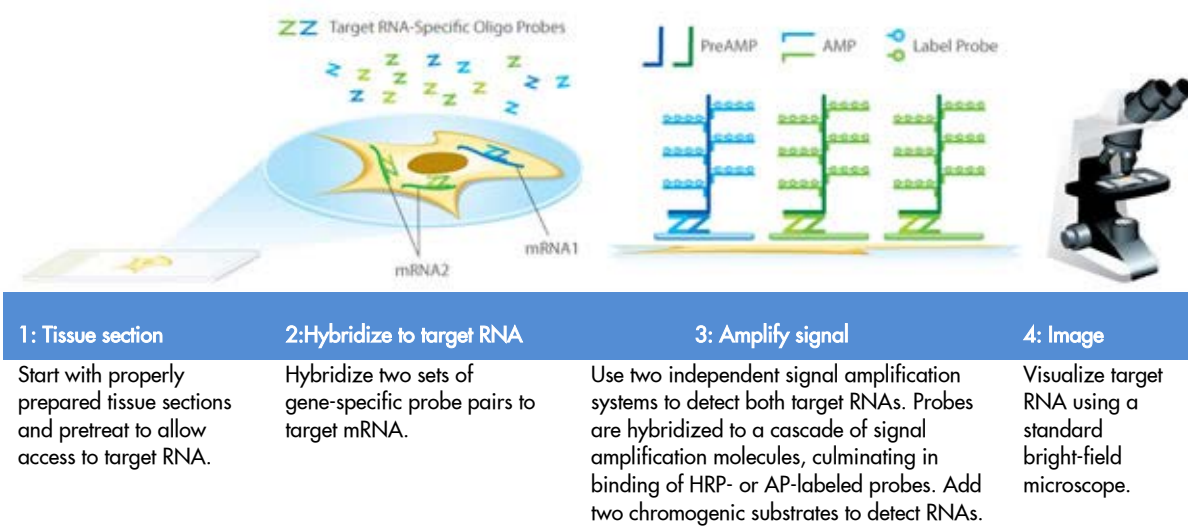 Target RNA-Specific Oligo Probes
PreAMP
AMP
Label Probe
mRNA1
mRNA2
1: Tissue section
2:Hybridize to target RNA
3: Amplify signal
4: Image
Start with properly
prepared tissue sections
and pretreat to allow
access to target RNA.
Hybridize two sets of
gene-specific probe pairs to
target mRNA.
Use two independent signal amplification
systems to detect both target RNAs. Probes
are hybridized to a cascade of signal
amplification molecules, culminating in
binding of HRP- or AP-labeled probes. Add
two chromogenic substrates to detect RNAs.
Visualize target
RNA using a
standard
bright-field
microscope.